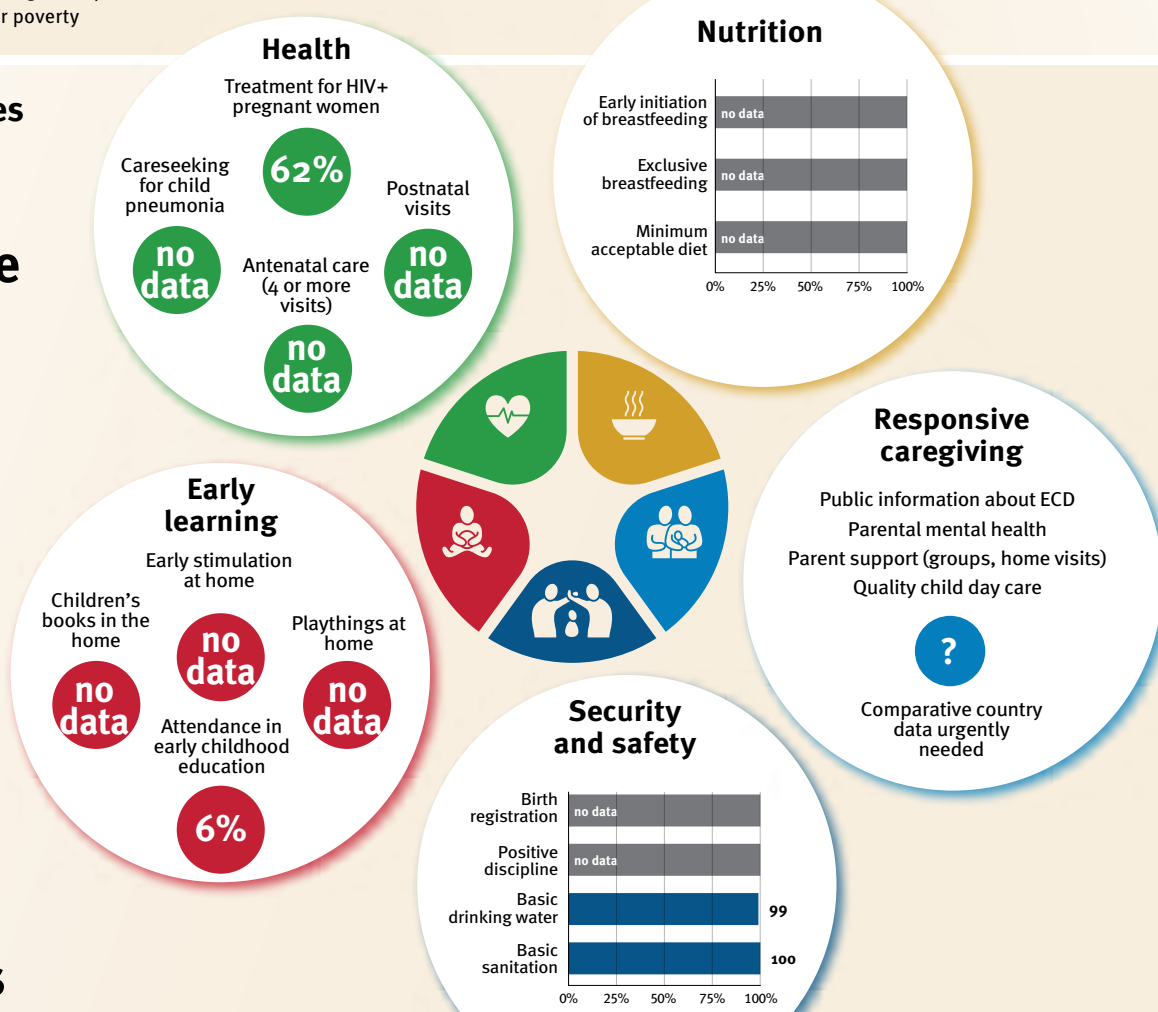 r poverty
es
e
s
Health
Treatment for HIV+
pregnant women
62%
Careseeking
for child
pneumonia
no
data
Postnatal
visits
no
data
Antenatal care
(4 or more
visits)
no
data
Nutrition
Early initiation
of breastfeeding
no data
Exclusive
breastfeeding
no data
Minimum
acceptable diet
no data
0% 25% 50% 75% 100%
Responsive
caregiving
Public information about ECD
Parental mental health
Parent support (groups, home visits)
Quality child day care
?
Comparative country
data urgently
needed
Early
learning
Early stimulation
at home
no
data
Children's
books in the
home
no
data
Playthings at
home
no
data
Attendance in
early childhood
education
6%
Security
and safety
Birth
registration
no data
Positive
discipline
no data
Basic
drinking water
99
Basic
sanitation
100
0% 25% 50% 75% 100%